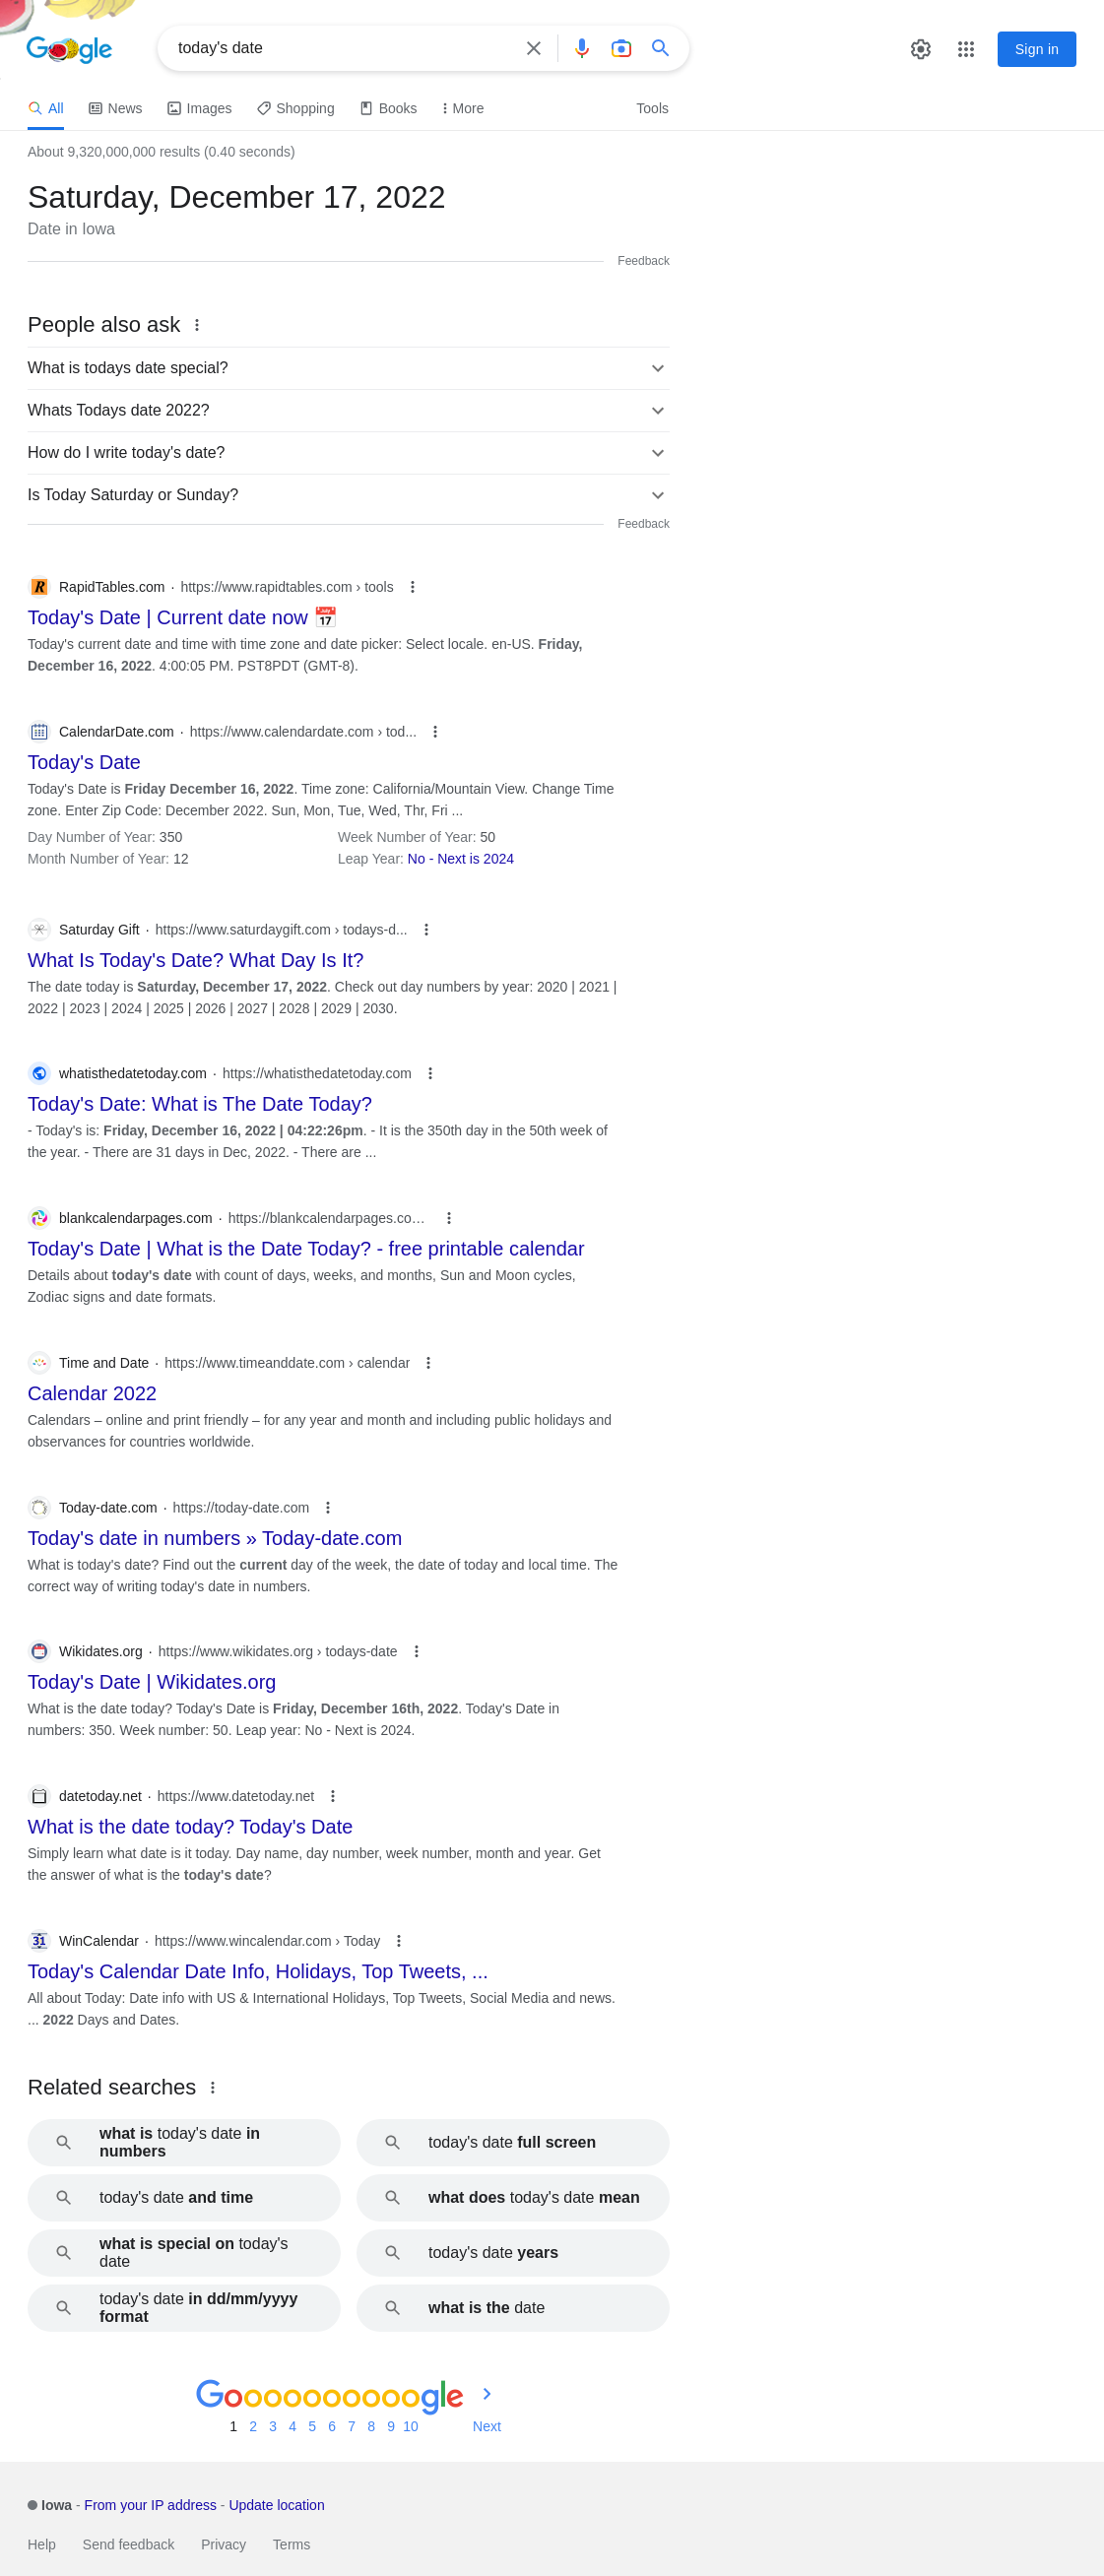 Google
today's date
Sign in
All
News
Images
Shopping
Books
More
Tools
About 9,320,000,000 results (0.40 seconds)
Saturday, December 17, 2022
Date in Iowa
Feedback
People also ask
What is todays date special?
Whats Todays date 2022?
How do I write today's date?
Is Today Saturday or Sunday?
Feedback
RapidTables.com · https://www.rapidtables.com › tools
Today's Date | Current date now 📅
Today's current date and time with time zone and date picker: Select locale. en-US. Friday,
December 16, 2022. 4:00:05 PM. PST8PDT (GMT-8).
CalendarDate.com · https://www.calendardate.com › tod...
Today's Date
Today's Date is Friday December 16, 2022. Time zone: California/Mountain View. Change Time
zone. Enter Zip Code: December 2022. Sun, Mon, Tue, Wed, Thr, Fri ...
Day Number of Year: 350
Week Number of Year: 50
Month Number of Year: 12
Leap Year: No - Next is 2024
Saturday Gift · https://www.saturdaygift.com › todays-d...
What Is Today's Date? What Day Is It?
The date today is Saturday, December 17, 2022. Check out day numbers by year: 2020 | 2021 |
2022 | 2023 | 2024 | 2025 | 2026 | 2027 | 2028 | 2029 | 2030.
whatisthedatetoday.com · https://whatisthedatetoday.com
Today's Date: What is The Date Today?
- Today's is: Friday, December 16, 2022 | 04:22:26pm. - It is the 350th day in the 50th week of
the year. - There are 31 days in Dec, 2022. - There are ...
blankcalendarpages.com · https://blankcalendarpages.co…
Today's Date | What is the Date Today? - free printable calendar
Details about today's date with count of days, weeks, and months, Sun and Moon cycles,
Zodiac signs and date formats.
Time and Date · https://www.timeanddate.com › calendar
Calendar 2022
Calendars – online and print friendly – for any year and month and including public holidays and
observances for countries worldwide.
Today-date.com · https://today-date.com
Today's date in numbers » Today-date.com
What is today's date? Find out the current day of the week, the date of today and local time. The
correct way of writing today's date in numbers.
Wikidates.org · https://www.wikidates.org › todays-date
Today's Date | Wikidates.org
What is the date today? Today's Date is Friday, December 16th, 2022. Today's Date in
numbers: 350. Week number: 50. Leap year: No - Next is 2024.
datetoday.net · https://www.datetoday.net
What is the date today? Today's Date
Simply learn what date is it today. Day name, day number, week number, month and year. Get
the answer of what is the today's date?
31
WinCalendar · https://www.wincalendar.com › Today
Today's Calendar Date Info, Holidays, Top Tweets, ...
All about Today: Date info with US & International Holidays, Top Tweets, Social Media and news.
... 2022 Days and Dates.
Related searches
what is today's date in
numbers
today's date full screen
today's date and time
what does today's date mean
what is special on today's
date
today's date years
today's date in dd/mm/yyyy
format
what is the date
Goooooooooogle
1 2 3 4 5 6 7 8 9 10 Next
Iowa - From your IP address - Update location
Help Send feedback Privacy Terms